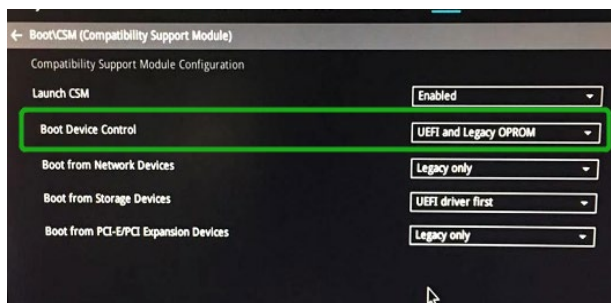 ← Boot\CSM (Compatibility Support Module)
Compatibility Support Module Configuration
Launch CSM Enabled
Boot Device Control UEFI and Legacy OPROM
Boot from Network Devices Legacy only
Boot from Storage Devices UEFI driver first
Boot from PCI-E/PCI Expansion Devices Legacy only